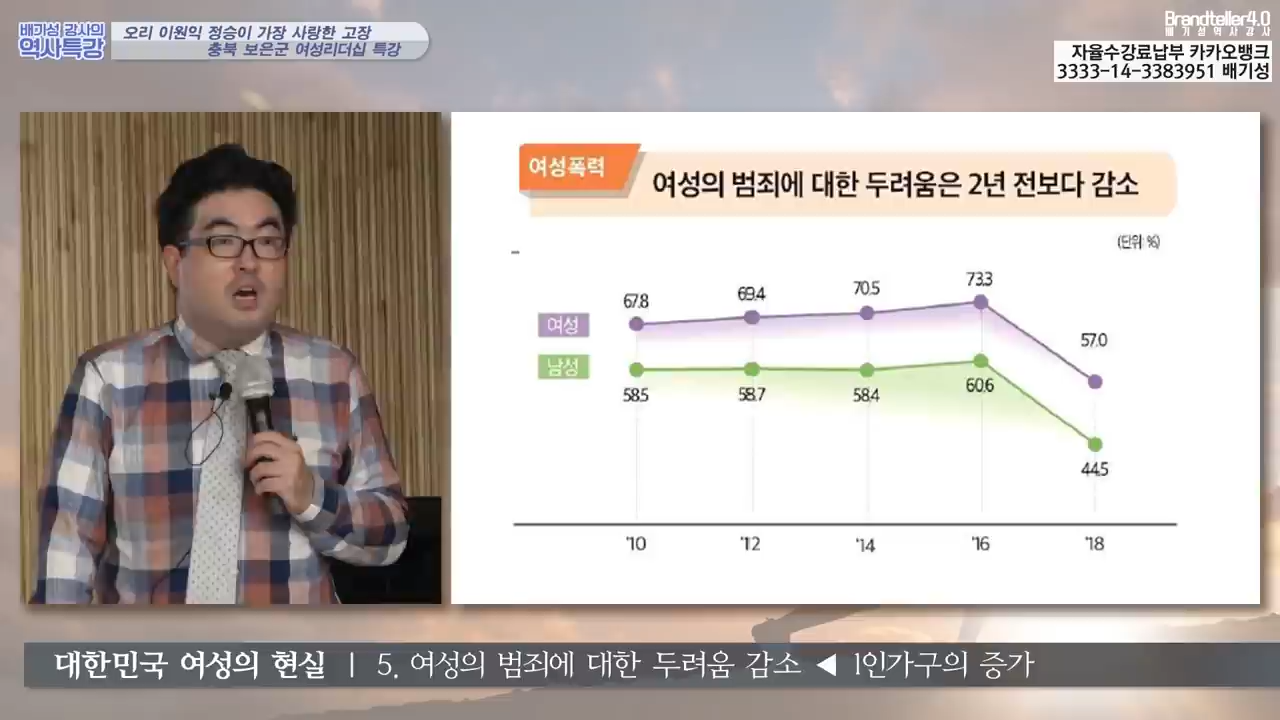 배기성 강사의
역사특강
오리 이원익 정승이 가장 사랑한 고장
충북 보은군 여성리더십 특강
Brandteller4.0
배기성역사강사
자율수강료납부 카카오뱅크
3333-14-3383951 배기성
여성폭력
여성의 범죄에 대한 두려움은 2년 전보다 감소
(단위 %)
67.8 69.4 70.5 73.3 57.0
여성
남성
58.5 58.7 58.4 60.6 44.5
'10 '12 '14 '16 '18
대한민국 여성의 현실 | 5. 여성의 범죄에 대한 두려움 감소 ◀ 1인가구의 증가